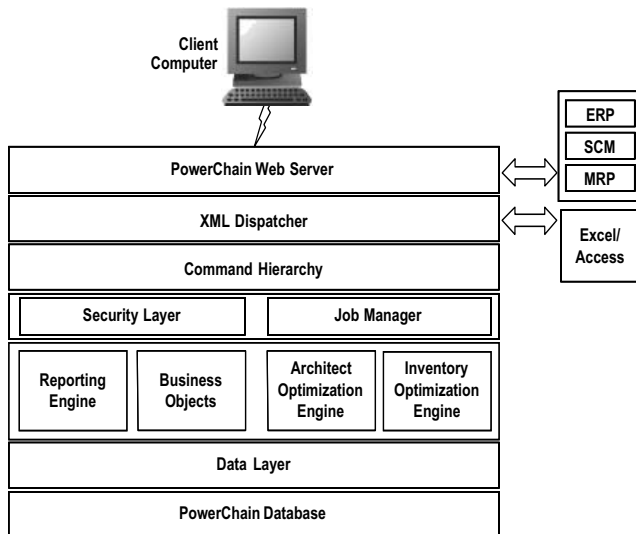 Client
Computer
PowerChain Web Server
ERP
SCM
MRP
XML Dispatcher
Excel/
Access
Command Hierarchy
Security Layer
Job Manager
Reporting
Engine
Business
Objects
Architect
Optimization
Engine
Inventory
Optimization
Engine
Data Layer
PowerChain Database